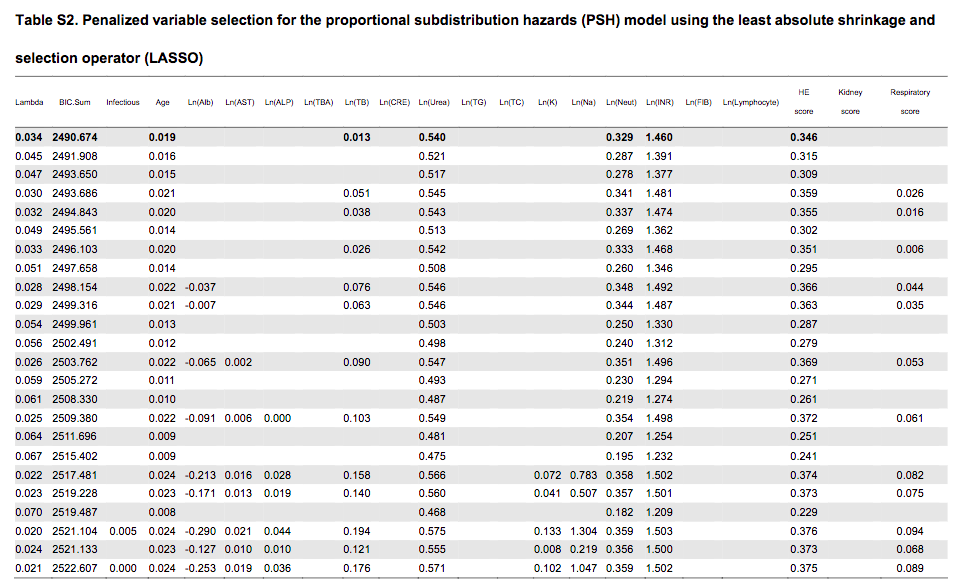 Table S2. Penalized variable selection for the proportional subdistribution hazards (PSH) model using the least absolute shrinkage and
selection operator (LASSO)
Lambda BIC.Sum Infectious Age Ln(Alb) Ln(AST) Ln(ALP) Ln(TBA) Ln(TB) Ln(CRE) Ln(Urea) Ln(TG) Ln(TC) Ln(K) Ln(Na) Ln(Neut) Ln(INR) Ln(FIB) Ln(Lymphocyte) HE score Kidney score Respiratory score
0.034 2490.674 0.019 0.013 0.540 0.329 1.460 0.346
0.045 2491.908 0.016 0.521 0.287 1.391 0.315
0.047 2493.650 0.015 0.517 0.278 1.377 0.309
0.030 2493.686 0.021 0.051 0.545 0.341 1.481 0.359 0.026
0.032 2494.843 0.020 0.038 0.543 0.337 1.474 0.355 0.016
0.049 2495.561 0.014 0.513 0.269 1.362 0.302
0.033 2496.103 0.020 0.026 0.542 0.333 1.468 0.351 0.006
0.051 2497.658 0.014 0.508 0.260 1.346 0.295
0.028 2498.154 0.022 -0.037 0.076 0.546 0.348 1.492 0.366 0.044
0.029 2499.316 0.021 -0.007 0.063 0.546 0.344 1.487 0.363 0.035
0.054 2499.961 0.013 0.503 0.250 1.330 0.287
0.056 2502.491 0.012 0.498 0.240 1.312 0.279
0.026 2503.762 0.022 -0.065 0.002 0.090 0.547 0.351 1.496 0.369 0.053
0.059 2505.272 0.011 0.493 0.230 1.294 0.271
0.061 2508.330 0.010 0.487 0.219 1.274 0.261
0.025 2509.380 0.022 -0.091 0.006 0.000 0.103 0.549 0.354 1.498 0.372 0.061
0.064 2511.696 0.009 0.481 0.207 1.254 0.251
0.067 2515.402 0.009 0.475 0.195 1.232 0.241
0.022 2517.481 0.024 -0.213 0.016 0.028 0.158 0.566 0.072 0.783 0.358 1.502 0.374 0.082
0.023 2519.228 0.023 -0.171 0.013 0.019 0.140 0.560 0.041 0.507 0.357 1.501 0.373 0.075
0.070 2519.487 0.008 0.468 0.182 1.209 0.229
0.020 2521.104 0.005 0.024 -0.290 0.021 0.044 0.194 0.575 0.133 1.304 0.359 1.503 0.376 0.094
0.024 2521.133 0.023 -0.127 0.010 0.010 0.121 0.555 0.008 0.219 0.356 1.500 0.373 0.068
0.021 2522.607 0.000 0.024 -0.253 0.019 0.036 0.176 0.571 0.102 1.047 0.359 1.502 0.375 0.089